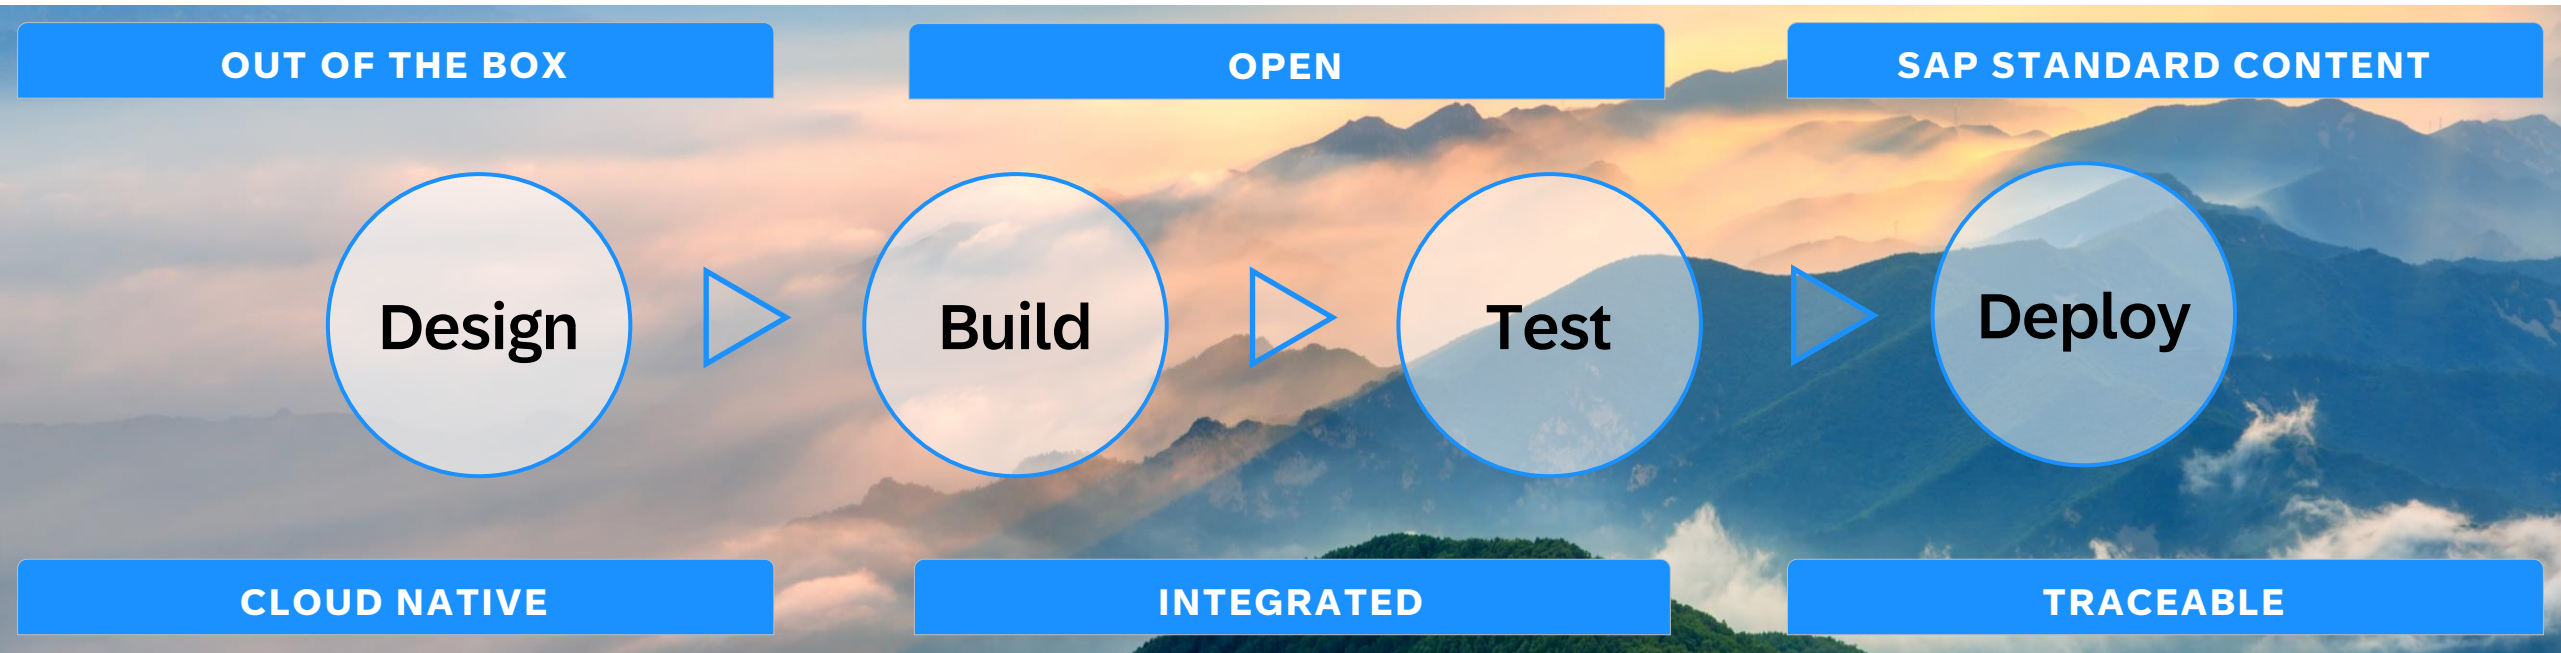 OUT OF THE BOX
OPEN
SAP STANDARD CONTENT
Design
Build
Test
Deploy
CLOUD NATIVE
INTEGRATED
TRACEABLE